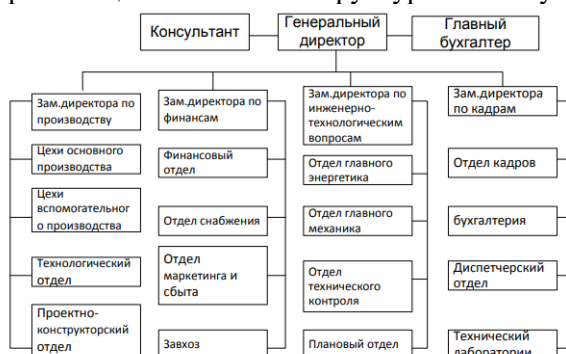 Консультант
Генеральный
директор
Главный
бухгалтер
Зам.директора по
производству
Цехи основного
производства
Цехи
вспомогательног
о производства
Технологический
отдел
Проектно-
конструкторский
отдел
Зам.директора по
финансам
Финансовый
отдел
Отдел снабжения
Отдел
маркетинга и
сбыта
Завхоз
Зам.директора по
инженерно-
технологическим
вопросам
Отдел главного
энергетика
Отдел главного
механика
Отдел
технического
контроля
Плановый отдел
Зам.директора
по кадрам
Отдел кадров
бухгалтерия
Диспетчерский
отдел
Технический
лаборатории